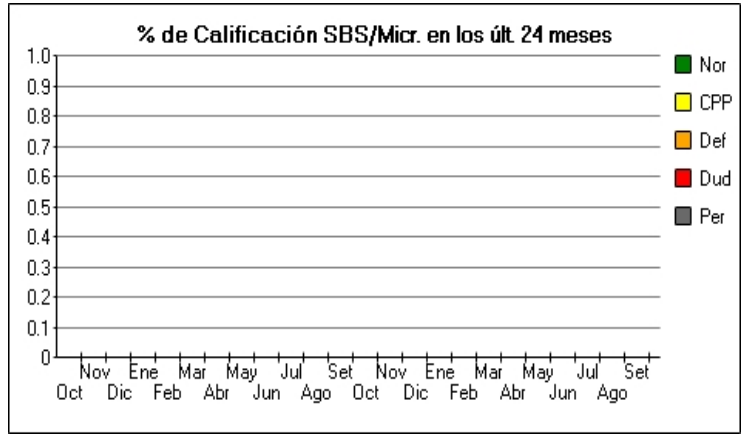 % de Calificación SBS/Micr. en los últ. 24 meses
1.0
0.9
0.8
0.7
0.6
0.5
0.4
0.3
0.2
0.1
0
Nov Ene Mar May Jul Set Nov Ene Mar May Jul Set
Oct Dic Feb Abr Jun Ago Oct Dic Feb Abr Jun Ago
Nor
CPP
Def
Dud
Per